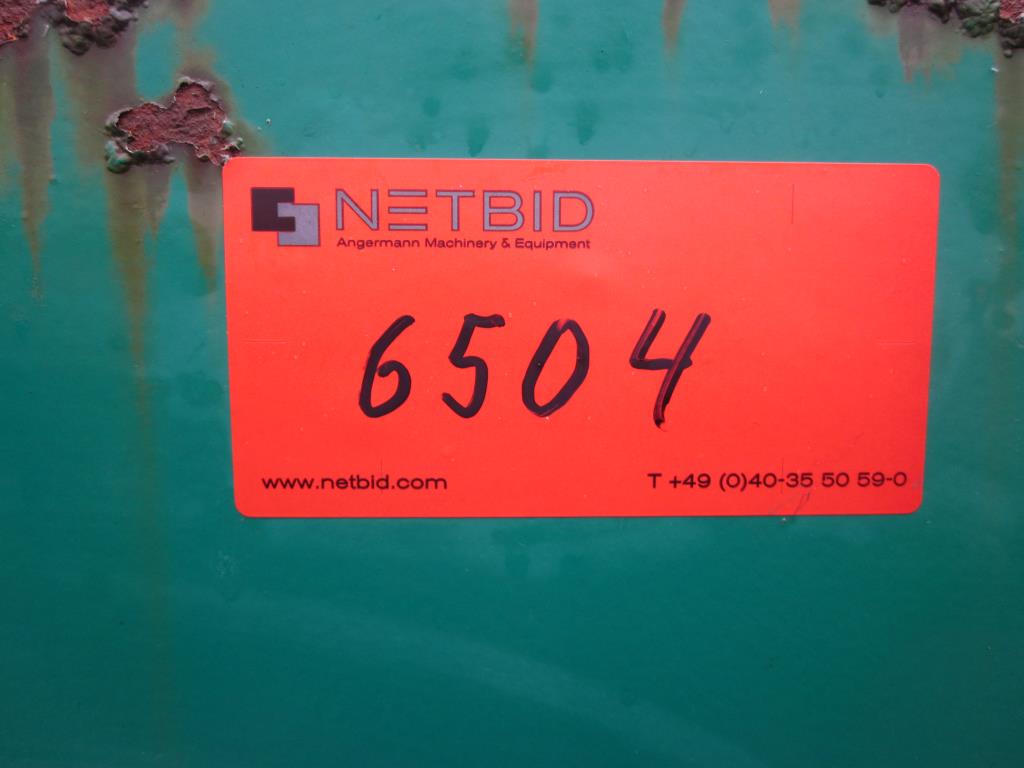 NETBID
Angermann Machinery & Equipment
6504
www.netbid.com
T +49 (0)40-35 50 59-0